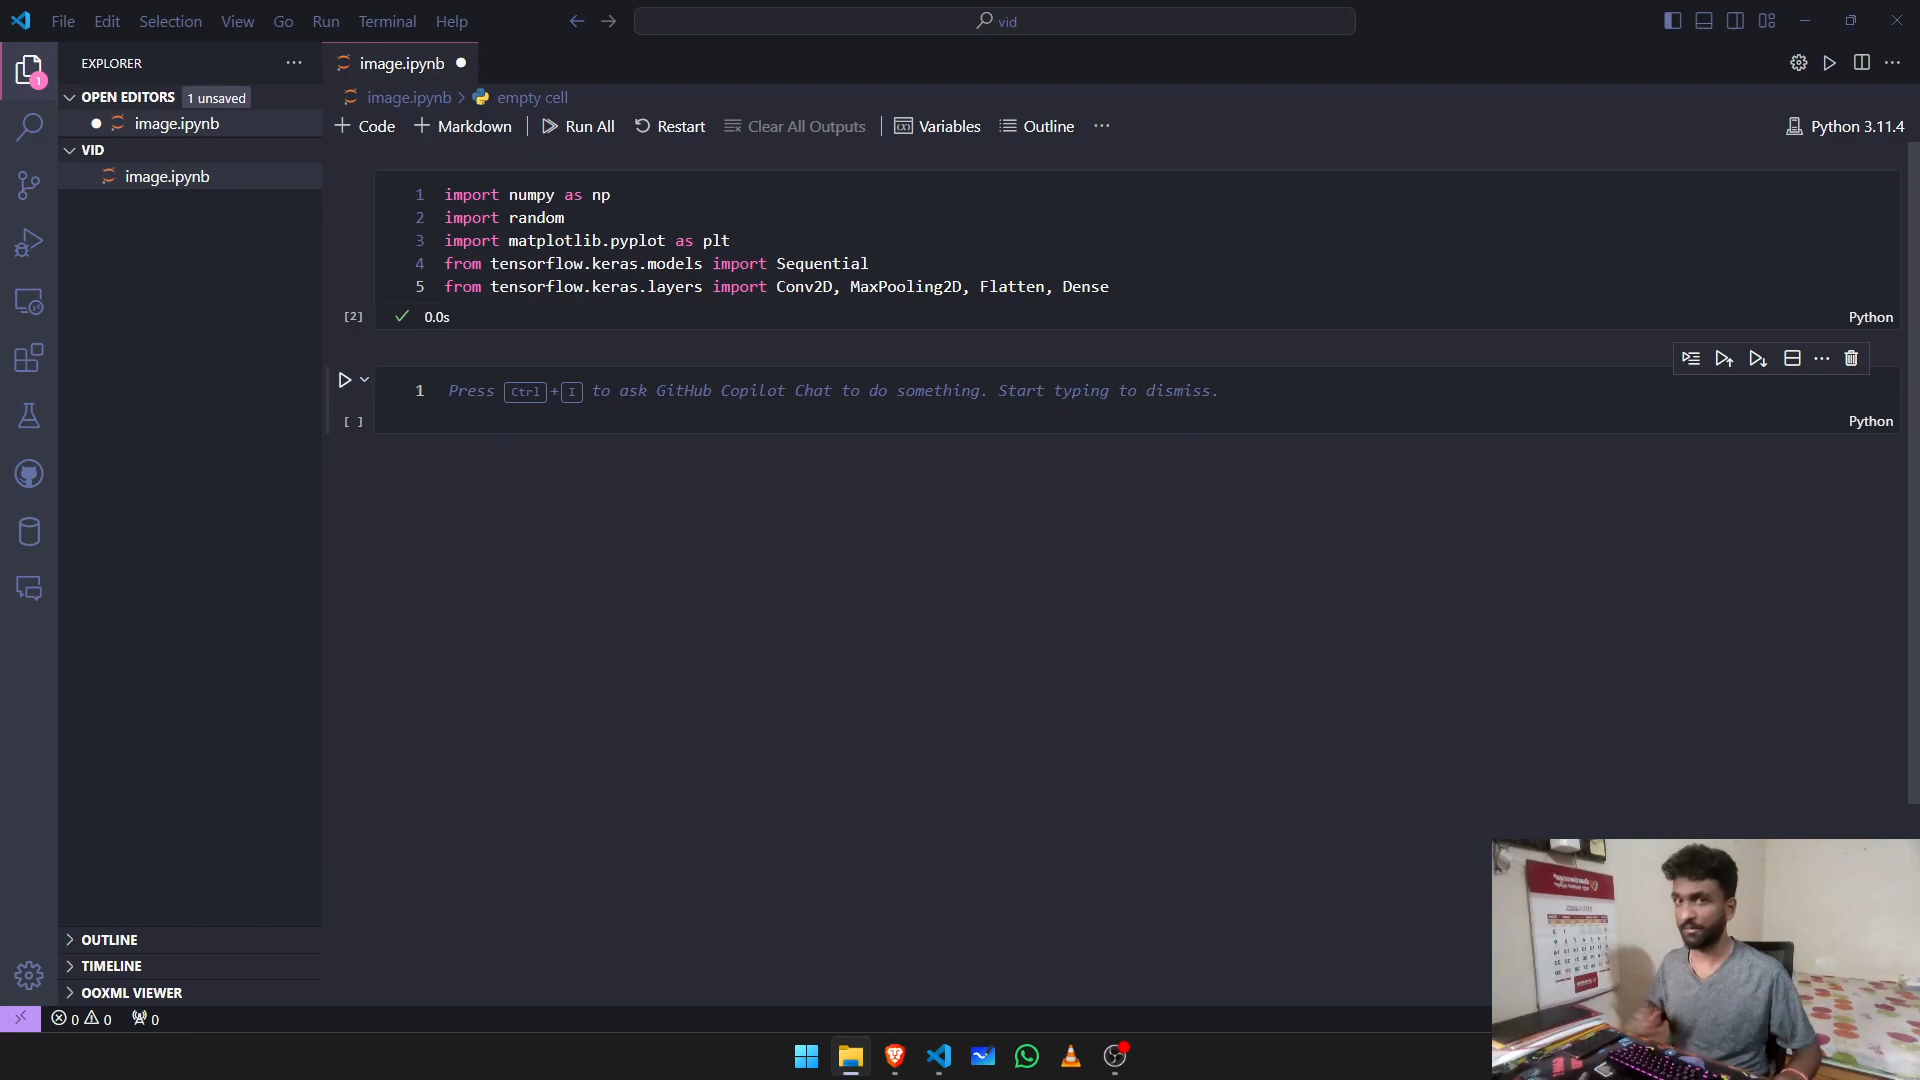 File Edit Selection View Go Run Terminal Help
vid
EXPLORER
1
OPEN EDITORS 1 unsaved
image.ipynb
VID
image.ipynb
image.ipynb
image.ipynb > empty cell
Code Markdown Run All Restart Clear All Outputs Variables Outline
Python 3.11.4
1 import numpy as np
2 import random
3 import matplotlib.pyplot as plt
4 from tensorflow.keras.models import Sequential
5 from tensorflow.keras.layers import Conv2D, MaxPooling2D, Flatten, Dense
[2] 0.0s Python
1 Press Ctrl + I to ask GitHub Copilot Chat to do something. Start typing to dismiss.
[ ] Python
OUTLINE
TIMELINE
OOXML VIEWER
0 0 0